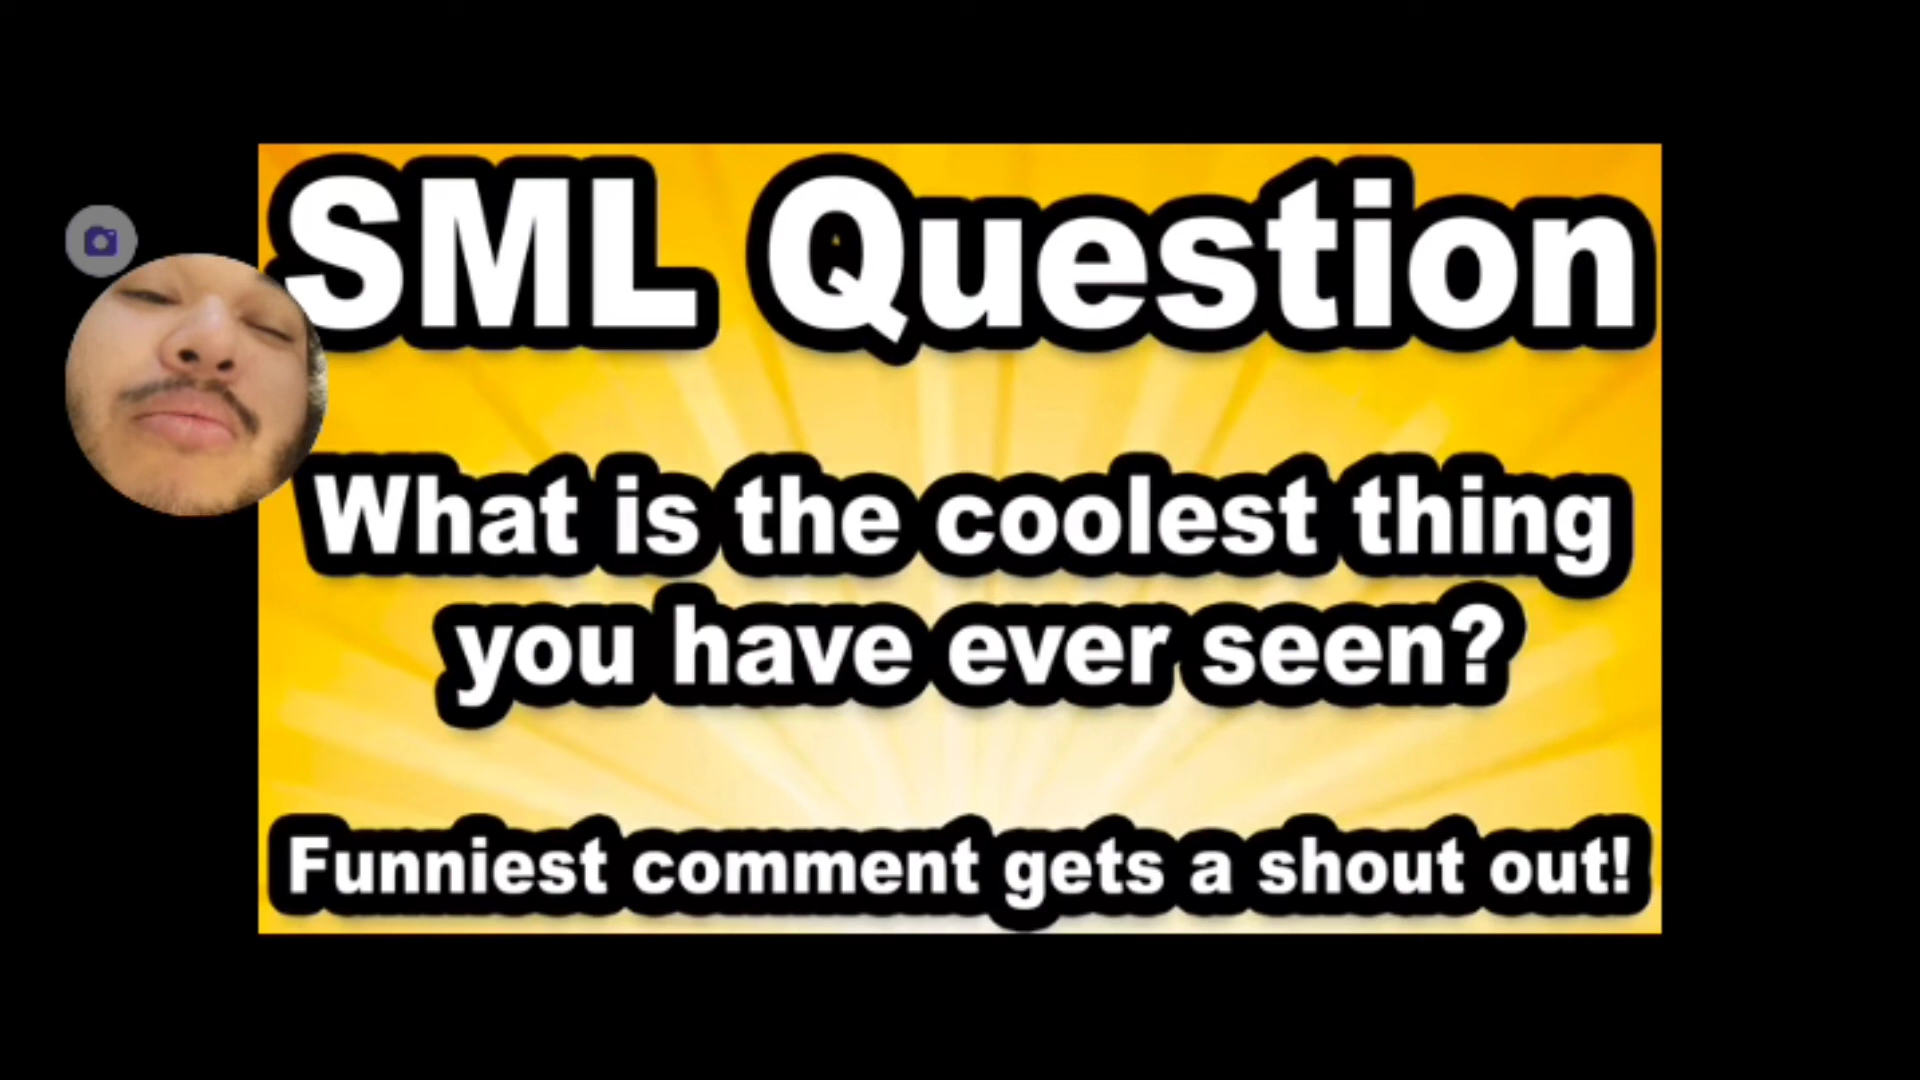 SML Question
What is the coolest thing
you have ever seen?
Funniest comment gets a shout out!